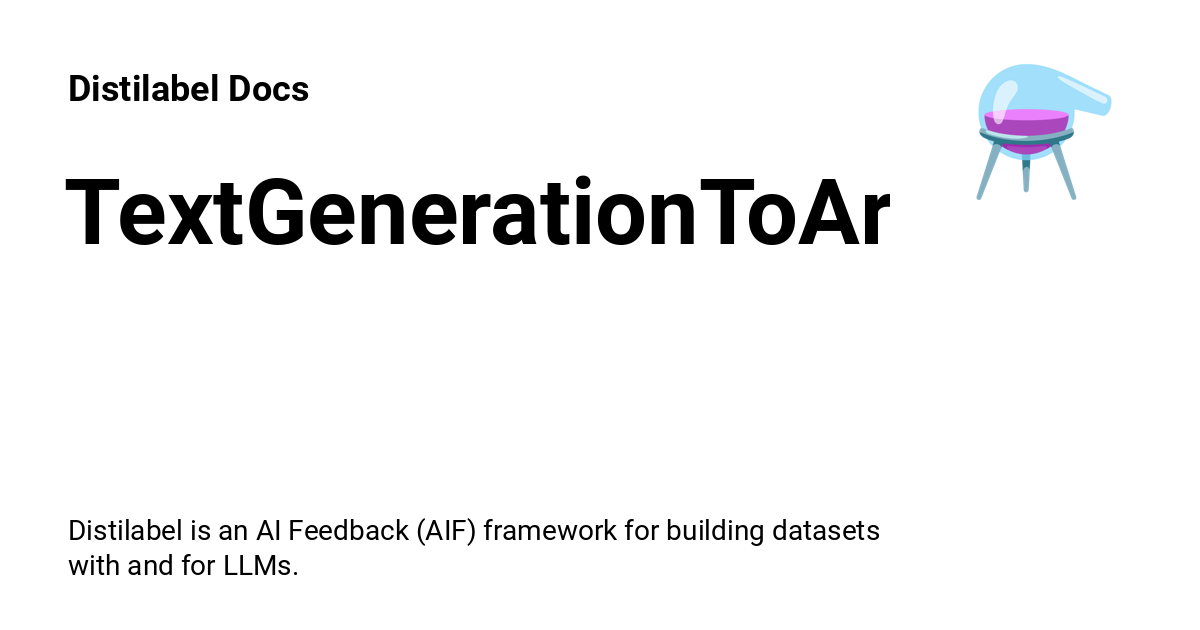 Distilabel Docs
TextGenerationToAr
Distilabel is an AI Feedback (AIF) framework for building datasets
with and for LLMs.